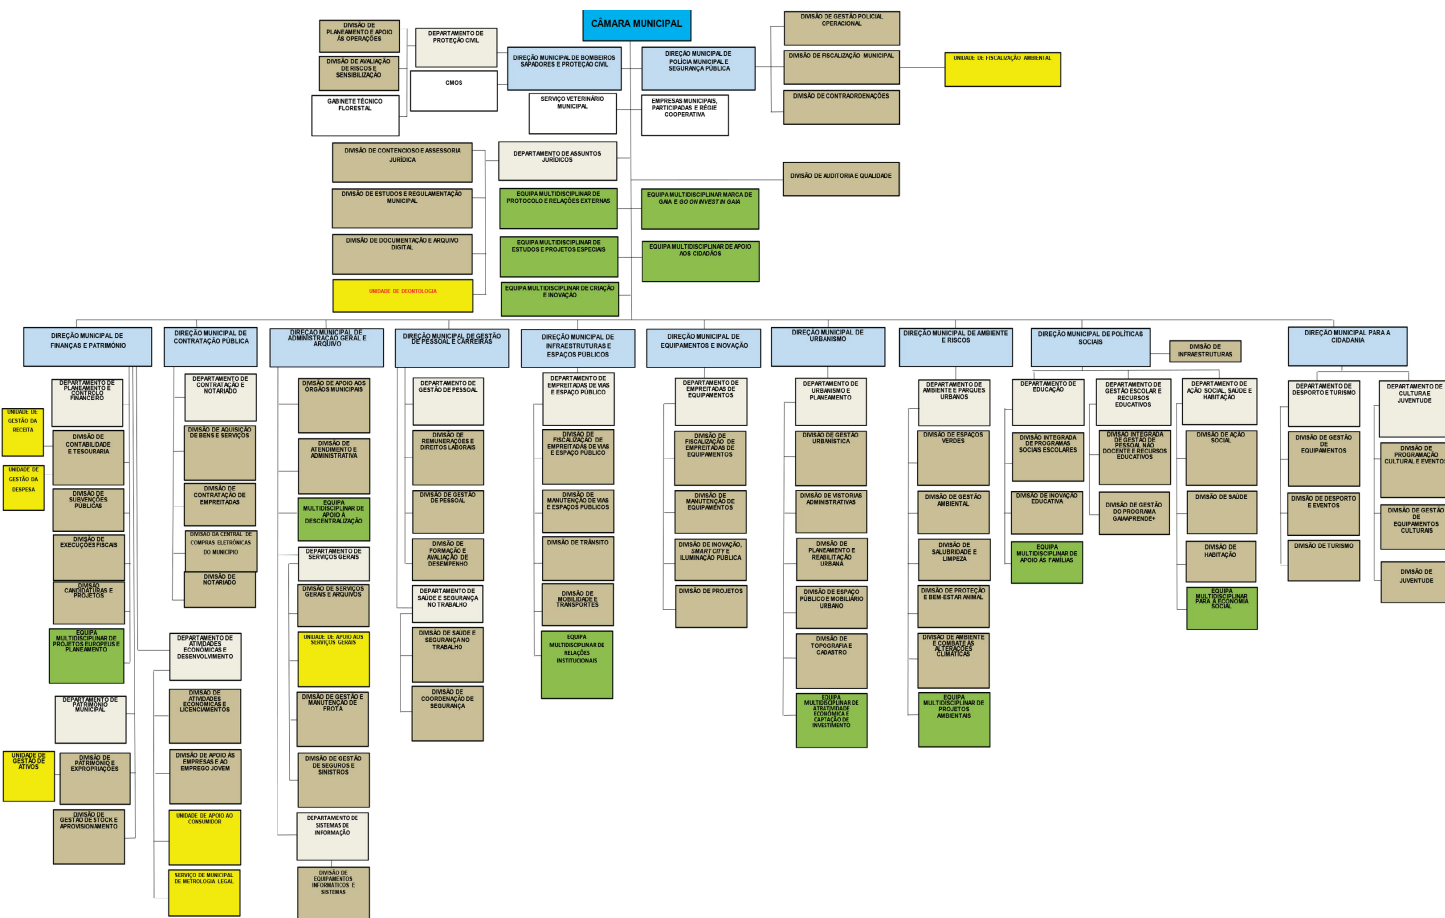 CÂMARA MUNICIPAL
DIVISÃO DE
PLANEAMENTO E APOIO
ÀS OPERAÇÕES
DEPARTAMENTO DE
PROTEÇÃO CIVIL
DIVISÃO DE GESTÃO POLICIAL
OPERACIONAL
DIREÇÃO MUNICIPAL DE BOMBEIROS
SAPADORES E PROTEÇÃO CIVIL
DIREÇÃO MUNICIPAL DE
POLÍCIA MUNICIPAL E
SEGURANÇA PÚBLICA
DIVISÃO DE FISCALIZAÇÃO MUNICIPAL
UNIDADE DE FISCALIZAÇÃO AMBIENTAL
DIVISÃO DE AVALIAÇÃO
DE RISCOS E
SENSIBILIZAÇÃO
CMOS
GABINETE TÉCNICO
FLORESTAL
SERVIÇO VETERINÁRIO
MUNICIPAL
EMPRESAS MUNICIPAIS,
PARTICIPADAS E RÉGIE
COOPERATIVA
DIVISÃO DE CONTRAORDENAÇÕES
DIVISÃO DE CONTENCIOSO E ASSESSORIA
JURÍDICA
DEPARTAMENTO DE ASSUNTOS
JURÍDICOS
DIVISÃO DE AUDITORIA E QUALIDADE
DIVISÃO DE ESTUDOS E REGULAMENTAÇÃO
MUNICIPAL
EQUIPA MULTIDISCIPLINAR DE
PROTOCOLO E RELAÇÕES EXTERNAS
EQUIPA MULTIDISCIPLINAR MARCA DE
GAIA E GO ON INVEST IN GAIA
DIVISÃO DE DOCUMENTAÇÃO E ARQUIVO
DIGITAL
EQUIPA MULTIDISCIPLINAR DE
ESTUDOS E PROJETOS ESPECIAIS
EQUIPA MULTIDISCIPLINAR DE APOIO
AOS CIDADÃOS
UNIDADE DE DEONTOLOGIA
EQUIPA MULTIDISCIPLINAR DE CRIAÇÃO
E INOVAÇÃO
DIREÇÃO MUNICIPAL DE
FINANÇAS E PATRIMÓNIO
DEPARTAMENTO DE
PLANEAMENTO E
CONTROLO
FINANCEIRO
UNIDADE DE
GESTÃO DA
RECEITA
DIVISÃO DE
CONTABILIDADE
E TESOURARIA
UNIDADE DE
GESTÃO DA
DESPESA
DIVISÃO DE
SUBVENÇÕES
PÚBLICAS
DIVISÃO DE
EXECUÇÕES FISCAIS
DIVISÃO
CANDIDATURAS E
PROJETOS
EQUIPA
MULTIDISCIPLINAR DE
PROJETOS EUROPEUS E
PLANEAMENTO
DEPARTAMENTO DE
PATRIMÓNIO
MUNICIPAL
UNIDADE DE
GESTÃO DE
ATIVOS
DIVISÃO DE
PATRIMÓNIO E
EXPROPRIAÇÕES
DIVISÃO DE
GESTÃO DE STOCK E
APROVISIONAMENTO
DIREÇÃO MUNICIPAL DE
CONTRATAÇÃO PÚBLICA
DEPARTAMENTO DE
CONTRATAÇÃO E
NOTARIADO
DIVISÃO DE AQUISIÇÃO
DE BENS E SERVIÇOS
DIVISÃO DE
CONTRATAÇÃO DE
EMPREITADAS
DIVISÃO DA CENTRAL DE
COMPRAS ELETRÓNICAS
DO MUNICÍPIO
DIVISÃO DE
NOTARIADO
DEPARTAMENTO DE
ATIVIDADES
ECONÓMICAS E
DESENVOLVIMENTO
DIVISÃO DE
ATIVIDADES
ECONÓMICAS E
LICENCIAMENTOS
DIVISÃO DE APOIO ÀS
EMPRESAS E AO
EMPREGO JOVEM
UNIDADE DE APOIO AO
CONSUMIDOR
SERVIÇO DE MUNICIPAL
DE METROLOGIA LEGAL
DIREÇÃO MUNICIPAL DE
ADMINISTRAÇÃO GERAL E
ARQUIVO
DIVISÃO DE APOIO AOS
ÓRGÃOS MUNICIPAIS
DIVISÃO DE
ATENDIMENTO E
ADMINISTRATIVA
EQUIPA
MULTIDISCIPLINAR DE
APOIO À
DESCENTRALIZAÇÃO
DEPARTAMENTO DE
SERVIÇOS GERAIS
DIVISÃO DE SERVIÇOS
GERAIS E ARQUIVOS
UNIDADE DE APOIO AOS
SERVIÇOS GERAIS
DIVISÃO DE GESTÃO E
MANUTENÇÃO DE
FROTA
DIVISÃO DE GESTÃO
DE SEGUROS E
SINISTROS
DEPARTAMENTO DE
SISTEMAS DE
INFORMAÇÃO
DIVISÃO DE
EQUIPAMENTOS
INFORMÁTICOS E
SISTEMAS
DIREÇÃO MUNICIPAL DE GESTÃO
DE PESSOAL E CARREIRAS
DEPARTAMENTO DE
GESTÃO DE PESSOAL
DIVISÃO DE
REMUNERAÇÕES E
DIREITOS LABORAIS
DIVISÃO DE GESTÃO
DE PESSOAL
DIVISÃO DE
FORMAÇÃO E
AVALIAÇÃO DE
DESEMPENHO
DEPARTAMENTO DE
SAÚDE E SEGURANÇA
NO TRABALHO
DIVISÃO DE SAÚDE E
SEGURANÇA NO
TRABALHO
DIVISÃO DE
COORDENAÇÃO DE
SEGURANÇA
DIREÇÃO MUNICIPAL DE
INFRAESTRUTURAS E
ESPAÇOS PÚBLICOS
DEPARTAMENTO DE
EMPREITADAS DE VIAS
E ESPAÇO PÚBLICO
DIVISÃO DE
FISCALIZAÇÃO DE
EMPREITADAS DE VIAS
E ESPAÇO PÚBLICO
DIVISÃO DE
MANUTENÇÃO DE VIAS
E ESPAÇOS PÚBLICOS
DIVISÃO DE TRÂNSITO
DIVISÃO DE
MOBILIDADE E
TRANSPORTES
EQUIPA
MULTIDISCIPLINAR DE
RELAÇÕES
INSTITUCIONAIS
DIREÇÃO MUNICIPAL DE
EQUIPAMENTOS E INOVAÇÃO
DEPARTAMENTO DE
EMPREITADAS DE
EQUIPAMENTOS
DIVISÃO DE
FISCALIZAÇÃO DE
EMPREITADAS DE
EQUIPAMENTOS
DIVISÃO DE
MANUTENÇÃO DE
EQUIPAMENTOS
DIVISÃO DE INOVAÇÃO,
SMART CITY E
ILUMINAÇÃO PÚBLICA
DIVISÃO DE PROJETOS
DIREÇÃO MUNICIPAL DE
URBANISMO
DEPARTAMENTO DE
URBANISMO E
PLANEAMENTO
DIVISÃO DE GESTÃO
URBANÍSTICA
DIVISÃO DE VISTORIAS
ADMINISTRATIVAS
DIVISÃO DE
PLANEAMENTO E
REABILITAÇÃO
URBANA
DIVISÃO DE ESPAÇO
PÚBLICO E MOBILIÁRIO
URBANO
DIVISÃO DE
TOPOGRAFIA E
CADASTRO
EQUIPA
MULTIDISCIPLINAR DE
ATRATIVIDADE
ECONÓMICA E
CAPTAÇÃO DE
INVESTIMENTO
DIREÇÃO MUNICIPAL DE AMBIENTE
E RISCOS
DEPARTAMENTO DE
AMBIENTE E PARQUES
URBANOS
DIVISÃO DE ESPAÇOS
VERDES
DIVISÃO DE GESTÃO
AMBIENTAL
DIVISÃO DE
SALUBRIDADE E
LIMPEZA
DIVISÃO DE PROTEÇÃO
E BEM-ESTAR ANIMAL
DIVISÃO DE AMBIENTE
E COMBATE ÀS
ALTERAÇÕES
CLIMÁTICAS
EQUIPA
MULTIDISCIPLINAR DE
PROJETOS
AMBIENTAIS
DIREÇÃO MUNICIPAL DE POLÍTICAS
SOCIAIS
DIVISÃO DE
INFRAESTRUTURAS
DEPARTAMENTO DE
EDUCAÇÃO
DIVISÃO INTEGRADA
DE PROGRAMAS
SOCIAIS ESCOLARES
DIVISÃO DE INOVAÇÃO
EDUCATIVA
EQUIPA
MULTIDISCIPLINAR DE
APOIO ÀS FAMÍLIAS
DEPARTAMENTO DE
GESTÃO ESCOLAR E
RECURSOS
EDUCATIVOS
DIVISÃO INTEGRADA
DE GESTÃO DE
PESSOAL NÃO
DOCENTE E RECURSOS
EDUCATIVOS
DIVISÃO DE GESTÃO
DO PROGRAMA
GAIAAPRENDE+
DEPARTAMENTO DE
AÇÃO SOCIAL, SAÚDE E
HABITAÇÃO
DIVISÃO DE AÇÃO
SOCIAL
DIVISÃO DE SAÚDE
DIVISÃO DE
HABITAÇÃO
EQUIPA
MULTIDISCIPLINAR
PARA A ECONOMIA
SOCIAL
DIREÇÃO MUNICIPAL PARA A
CIDADANIA
DEPARTAMENTO DE
DESPORTO E TURISMO
DIVISÃO DE GESTÃO
DE
EQUIPAMENTOS
DIVISÃO DE DESPORTO
E EVENTOS
DIVISÃO DE TURISMO
DEPARTAMENTO DE
CULTURA E
JUVENTUDE
DIVISÃO DE
PROGRAMAÇÃO
CULTURAL E EVENTOS
DIVISÃO DE GESTÃO
DE
EQUIPAMENTOS
CULTURAIS
DIVISÃO DE
JUVENTUDE